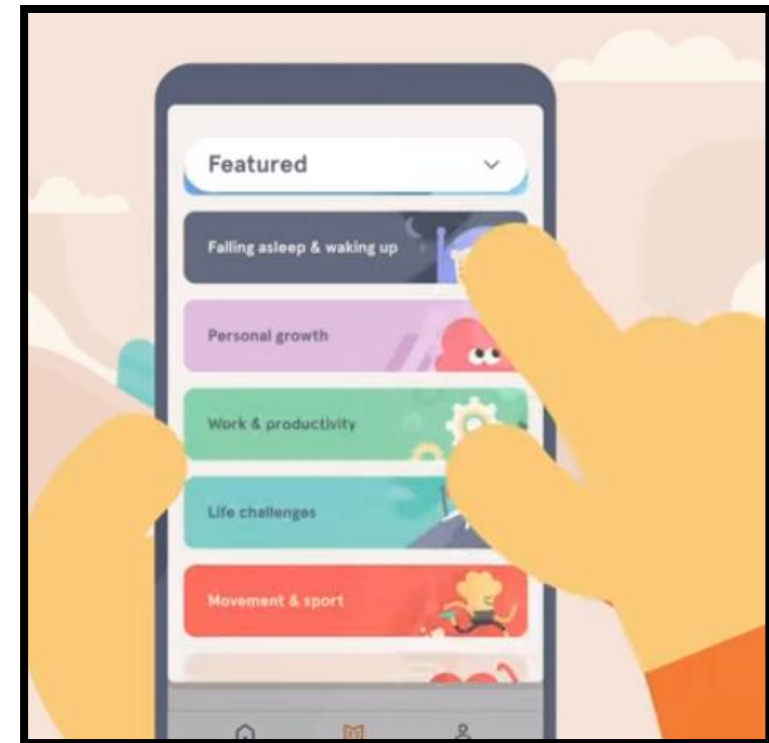 Featured
Falling asleep & waking up
Personal growth
Work & productivity
Life challenges
Movement & sport